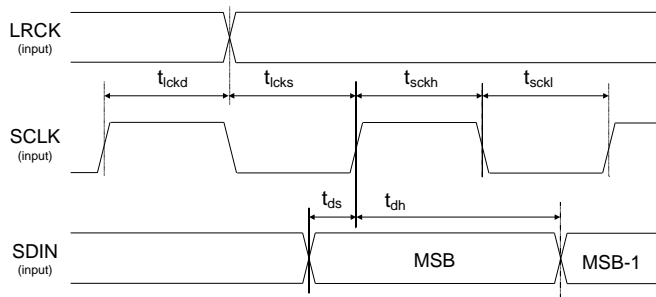 LRCK
(input)
tlckd
tlcks
tsckh
tsckl
SCLK
(input)
tds
tdh
SDIN
(input)
MSB
MSB-1